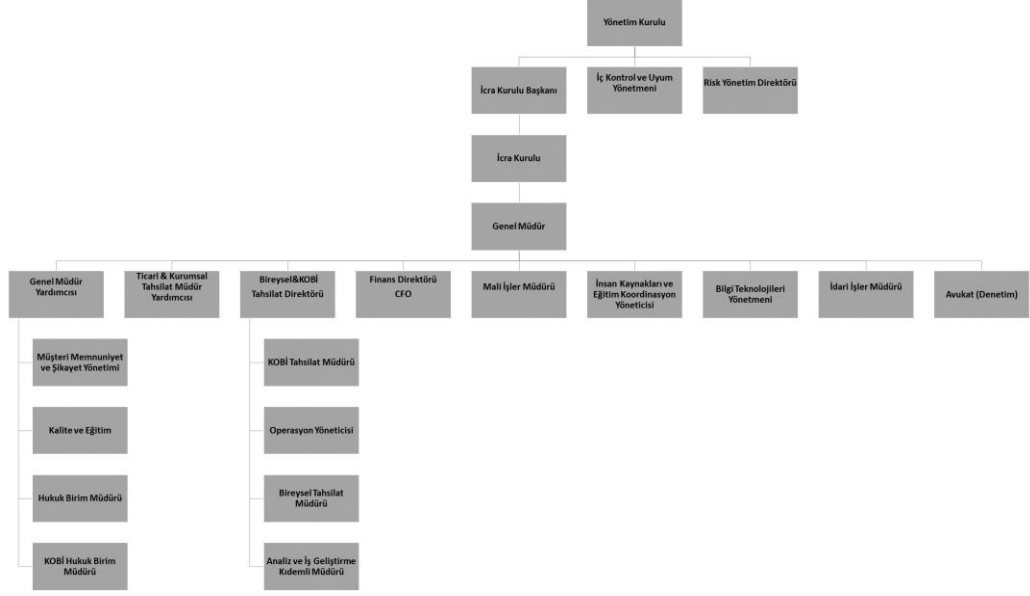 Yönetim Kurulu
İcra Kurulu Başkanı
İç Kontrol ve Uyum
Yönetmeni
Risk Yönetim Direktörü
İcra Kurulu
Genel Müdür
Genel Müdür
Yardımcısı
Ticari & Kurumsal
Tahsilat Müdür
Yardımcısı
Bireysel&KOBİ
Tahsilat Direktörü
Finans Direktörü
CFO
Mali İşler Müdürü
İnsan Kaynakları ve
Eğitim Koordinasyon
Yöneticisi
Bilgi Teknolojileri
Yönetmeni
İdari İşler Müdürü
Avukat (Denetim)
Müşteri Memnuniyet
ve Şikayet Yönetimi
Kalite ve Eğitim
Hukuk Birim Müdürü
KOBİ Hukuk Birim
Müdürü
KOBİ Tahsilat Müdürü
Operasyon Yöneticisi
Bireysel Tahsilat
Müdürü
Analiz ve İş Geliştirme
Kıdemli Müdürü